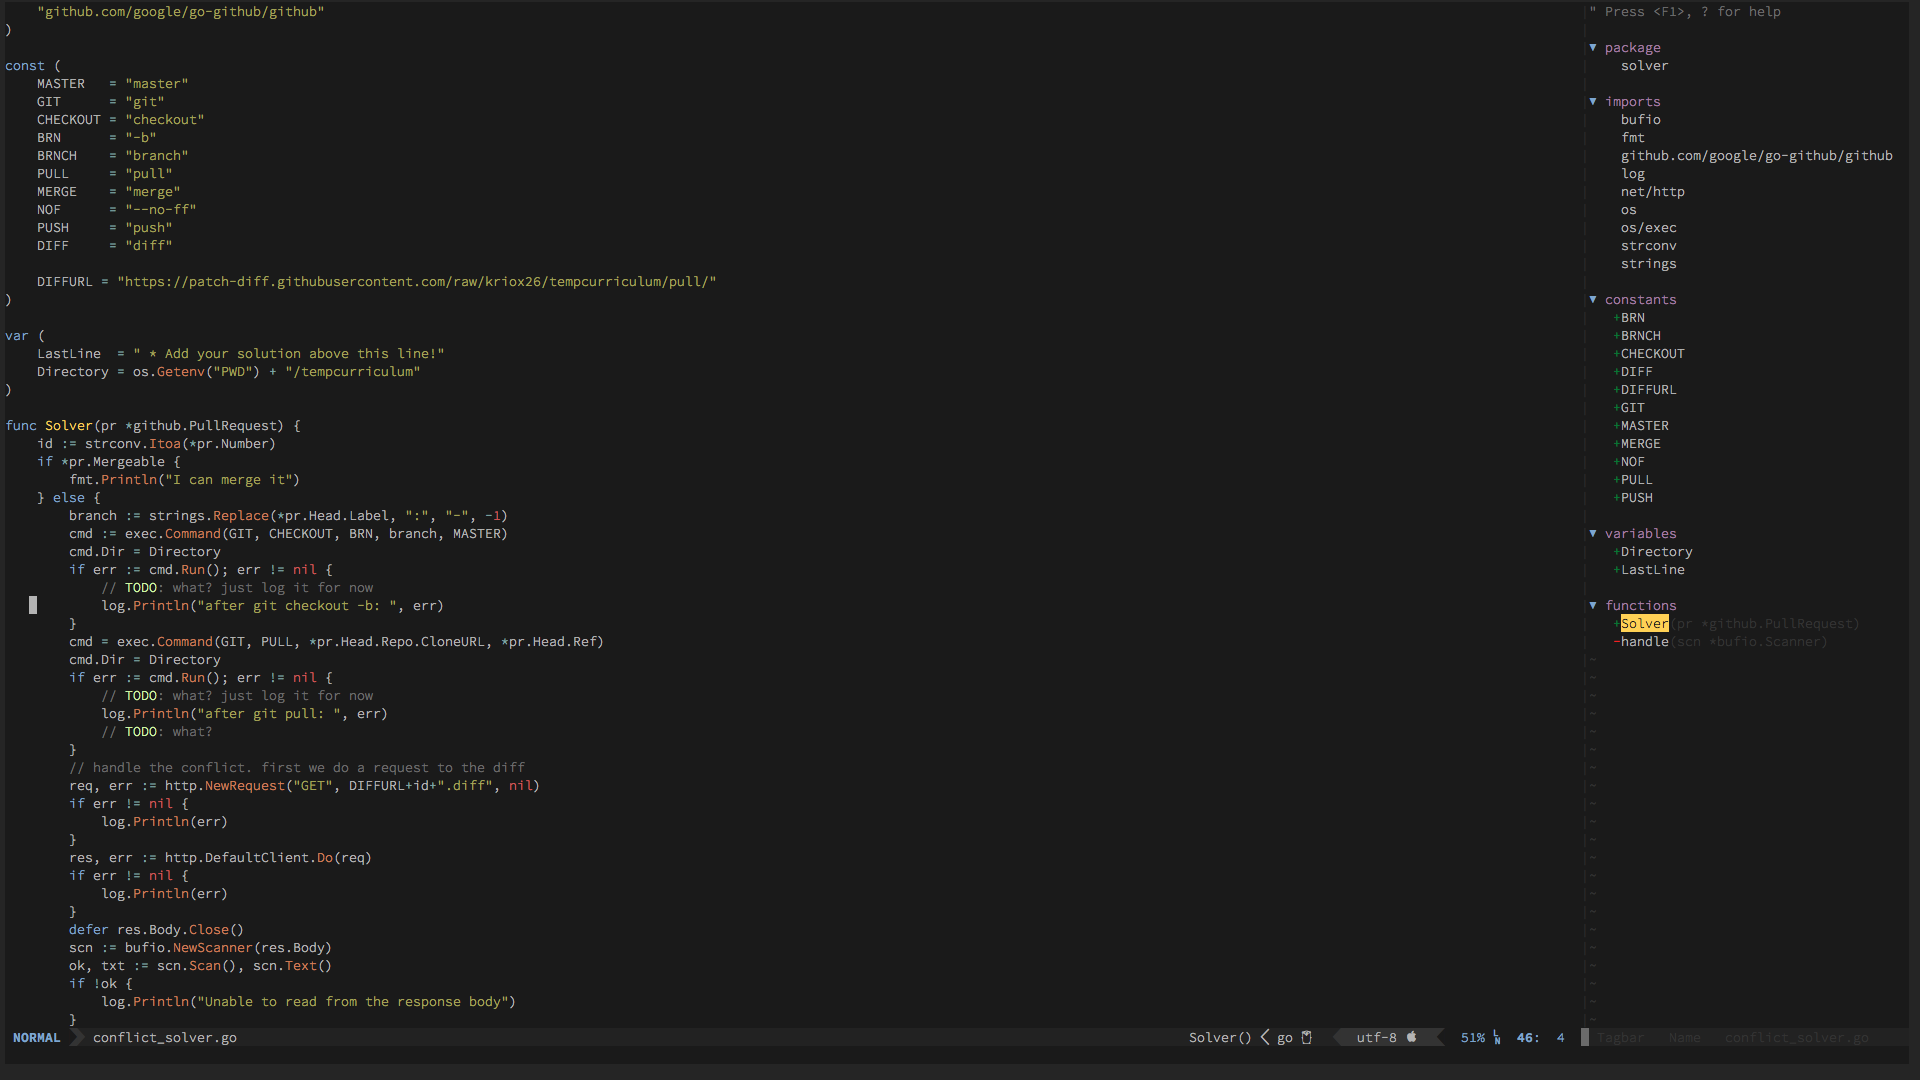 "github.com/google/go-github/github"
)
const (
MASTER = "master"
GIT = "git"
CHECKOUT = "checkout"
BRN = "-b"
BRNCH = "branch"
PULL = "pull"
MERGE = "merge"
NOF = "--no-ff"
PUSH = "push"
DIFF = "diff"
DIFFURL = "https://patch-diff.githubusercontent.com/raw/kriox26/tempcurriculum/pull/"
)
var (
LastLine = " * Add your solution above this line!"
Directory = os.Getenv("PWD") + "/tempcurriculum"
)
func Solver(pr *github.PullRequest) {
id := strconv.Itoa(*pr.Number)
if *pr.Mergeable {
fmt.Println("I can merge it")
} else {
branch := strings.Replace(*pr.Head.Label, ":", "-", -1)
cmd := exec.Command(GIT, CHECKOUT, BRN, branch, MASTER)
cmd.Dir = Directory
if err := cmd.Run(); err != nil {
// TODO: what? just log it for now
log.Println("after git checkout -b: ", err)
}
cmd = exec.Command(GIT, PULL, *pr.Head.Repo.CloneURL, *pr.Head.Ref)
cmd.Dir = Directory
if err := cmd.Run(); err != nil {
// TODO: what? just log it for now
log.Println("after git pull: ", err)
// TODO: what?
}
// handle the conflict. first we do a request to the diff
req, err := http.NewRequest("GET", DIFFURL+id+".diff", nil)
if err != nil {
log.Println(err)
}
res, err := http.DefaultClient.Do(req)
if err != nil {
log.Println(err)
}
defer res.Body.Close()
scn := bufio.NewScanner(res.Body)
ok, txt := scn.Scan(), scn.Text()
if !ok {
log.Println("Unable to read from the response body")
}
NORMAL conflict_solver.go Solver() < go utf-8 51% LN 46: 4
" Press <F1>, ? for help
▼ package
solver
▼ imports
bufio
fmt
github.com/google/go-github/github
log
net/http
os
os/exec
strconv
strings
▼ constants
+BRN
+BRNCH
+CHECKOUT
+DIFF
+DIFFURL
+GIT
+MASTER
+MERGE
+NOF
+PULL
+PUSH
▼ variables
+Directory
+LastLine
▼ functions
+Solver(pr *github.PullRequest)
-handle(scn *bufio.Scanner)
Tagbar Name conflict_solver.go